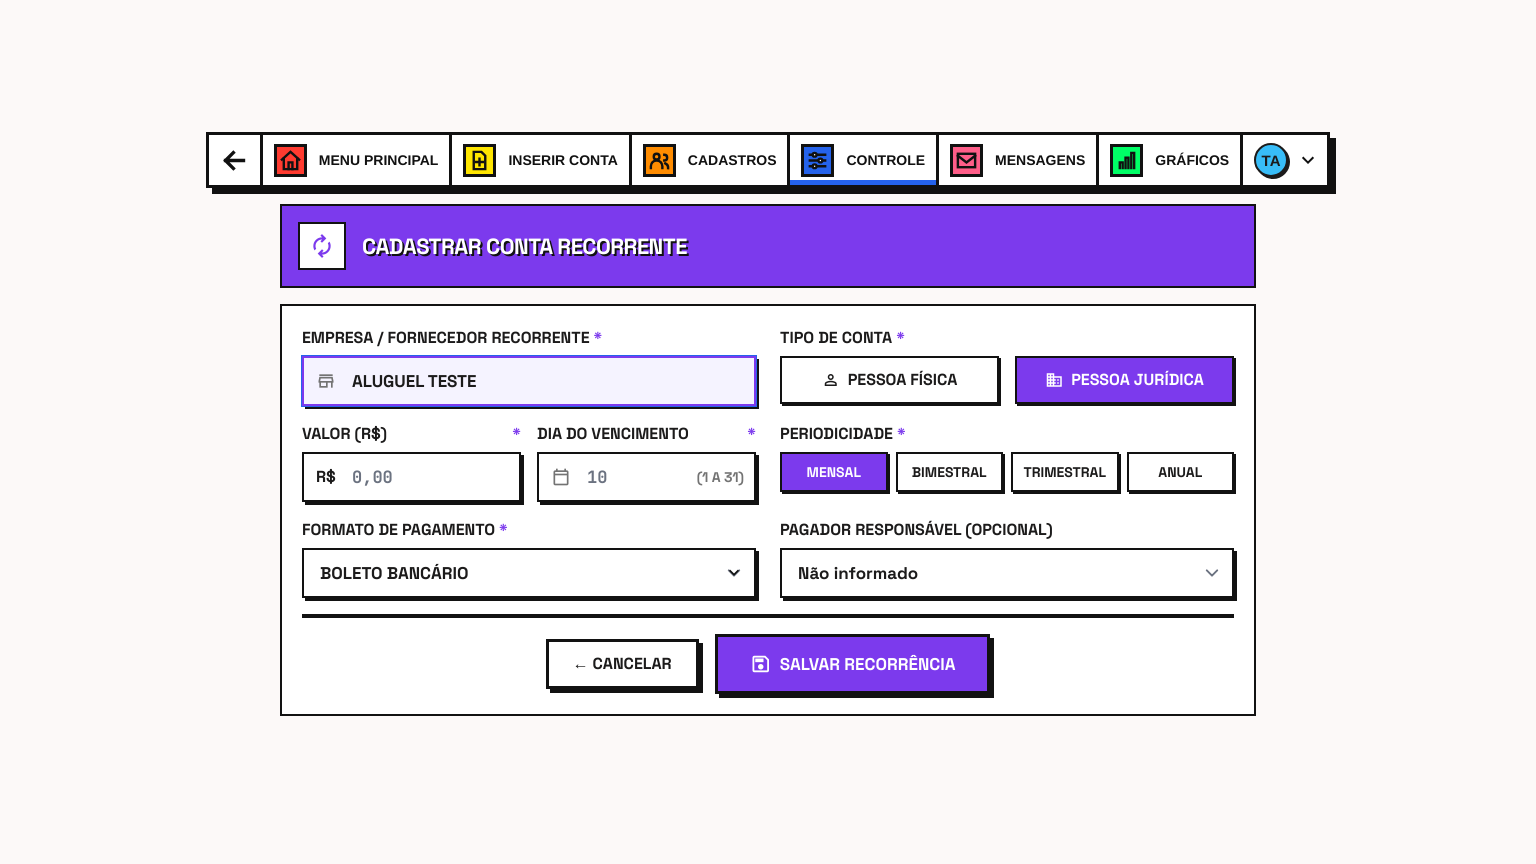 MENU PRINCIPAL INSERIR CONTA CADASTROS CONTROLE MENSAGENS GRÁFICOS TA
CADASTRAR CONTA RECORRENTE
EMPRESA / FORNECEDOR RECORRENTE *
ALUGUEL TESTE
TIPO DE CONTA *
PESSOA FÍSICA PESSOA JURÍDICA
VALOR (R$) *
R$ 0,00
DIA DO VENCIMENTO *
10 (1 A 31)
PERIODICIDADE *
MENSAL BIMESTRAL TRIMESTRAL ANUAL
FORMATO DE PAGAMENTO *
BOLETO BANCÁRIO
PAGADOR RESPONSÁVEL (OPCIONAL)
Não informado
← CANCELAR SALVAR RECORRÊNCIA